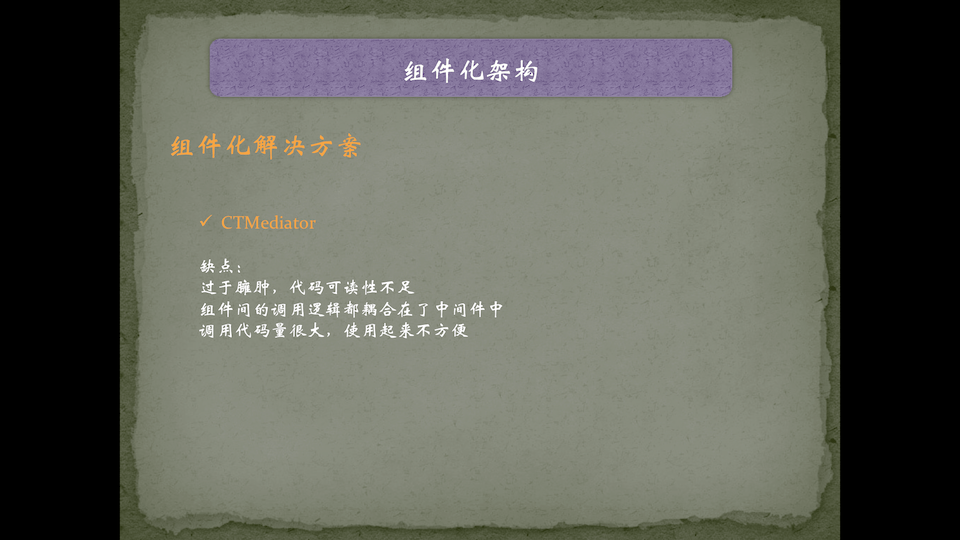 组件化架构
组件化解决方案
✓ CTMediator
缺点：
过于臃肿，代码可读性不足
组件间的调用逻辑都耦合在了中间件中
调用代码量很大，使用起来不方便